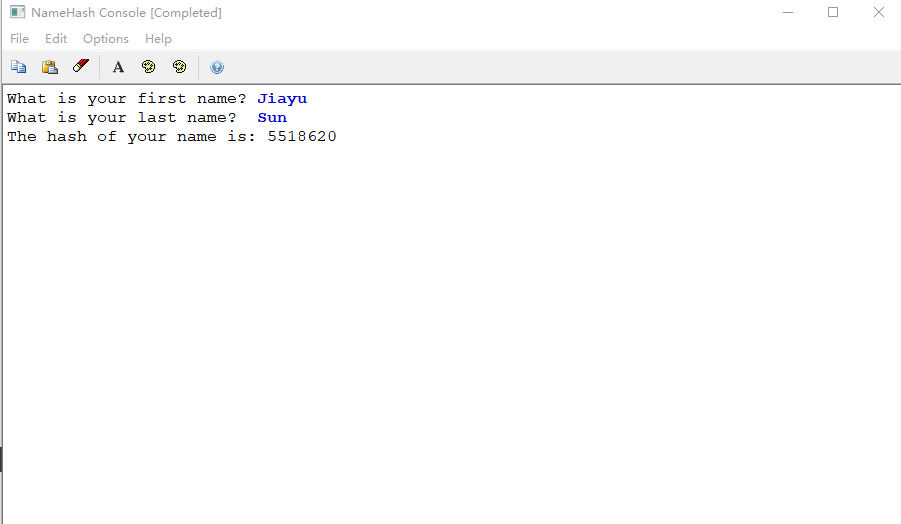 NameHash Console [Completed]
File Edit Options Help
A
What is your first name? Jiayu
What is your last name?  Sun
The hash of your name is: 5518620